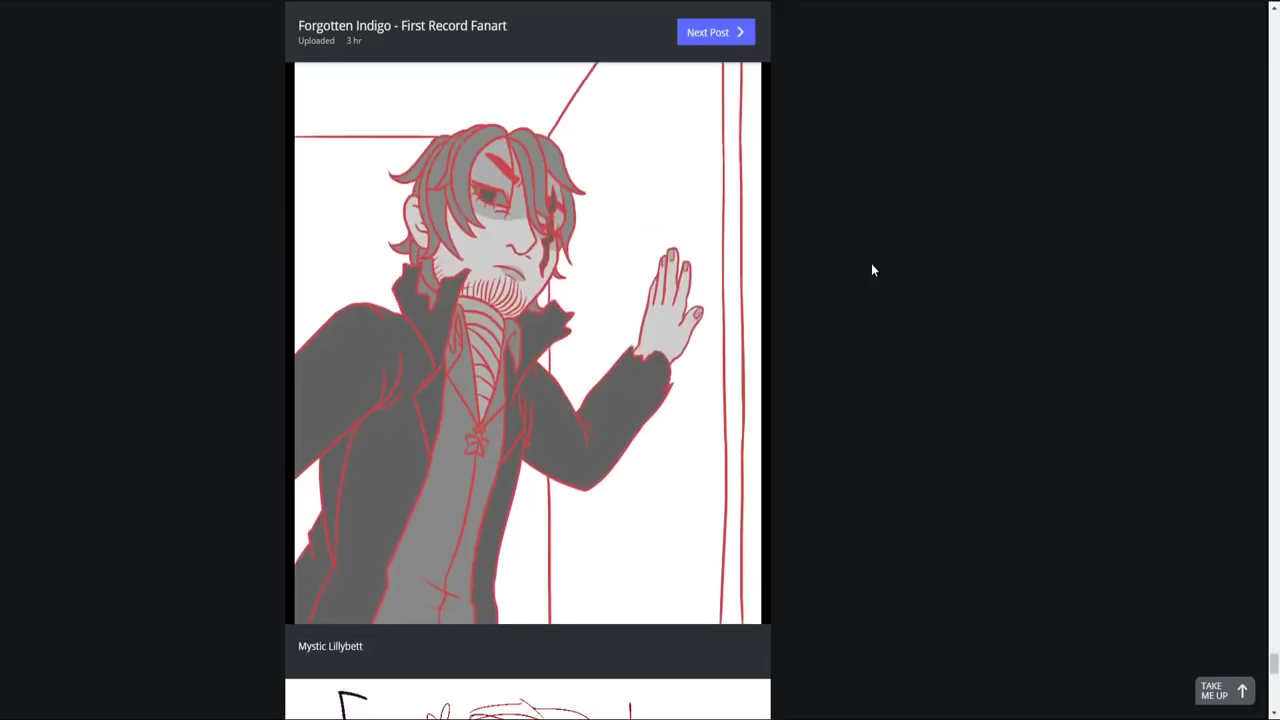 Forgotten Indigo - First Record Fanart
Uploaded 3 hr
Next Post
Mystic Lillybett
TAKE
ME UP